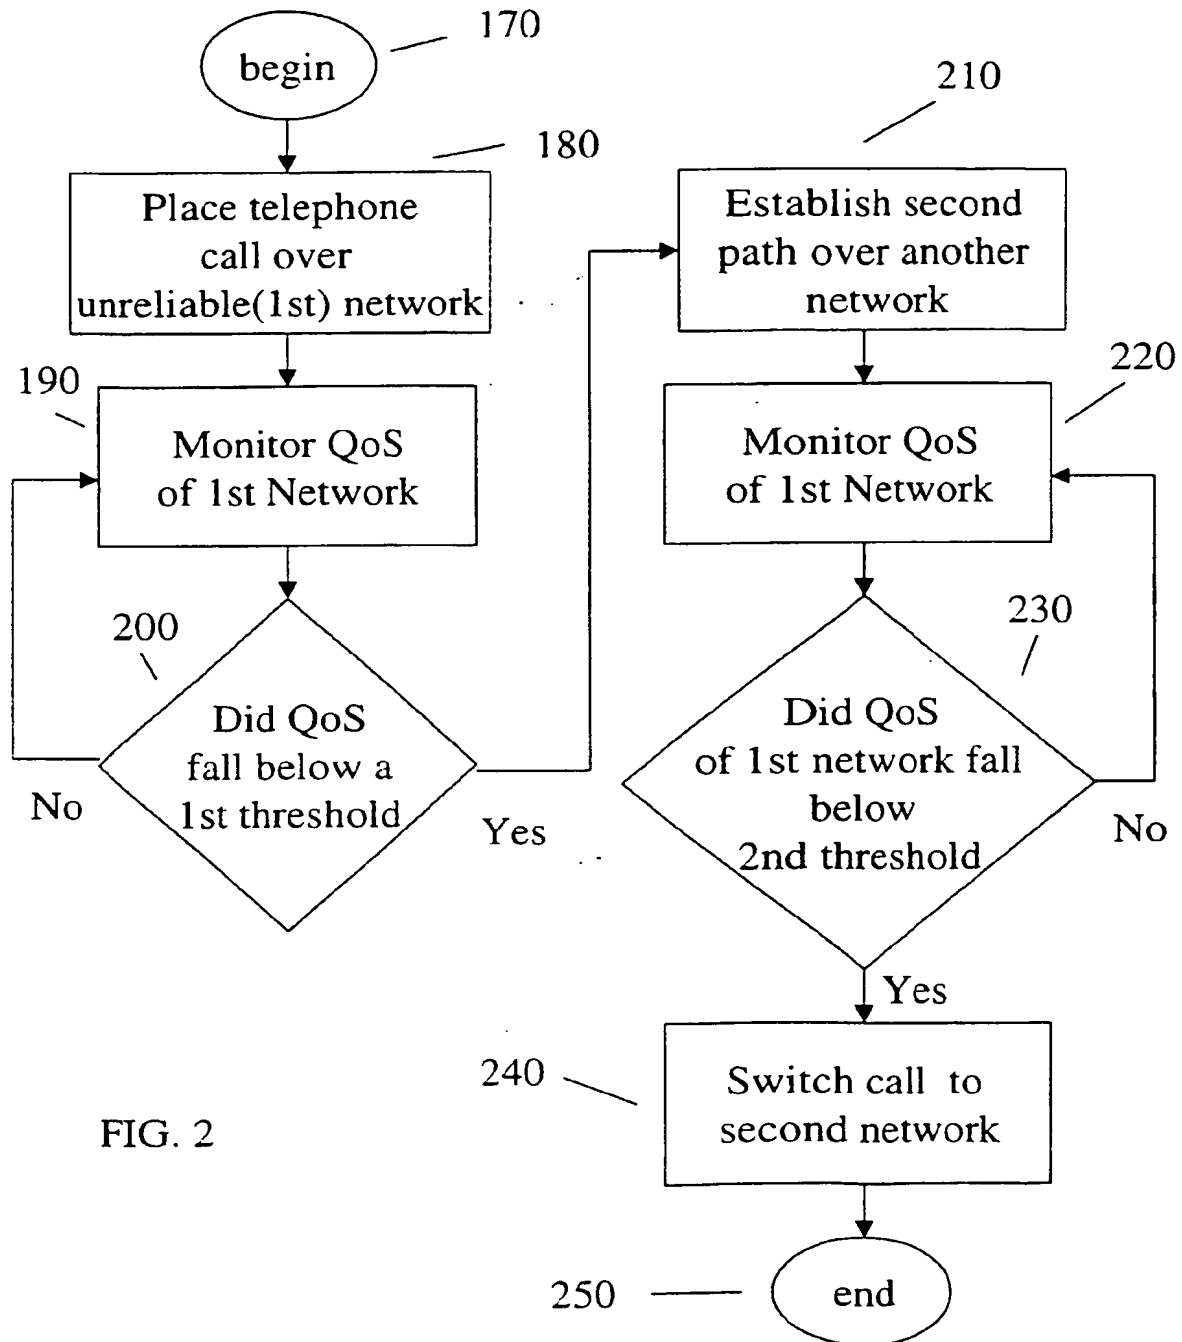 170
begin
180
Place telephone
call over
unreliable(1st) network
190
Monitor QoS
of 1st Network
200
Did QoS
fall below a
1st threshold
No
Yes
210
Establish second
path over another
network
220
Monitor QoS
of 1st Network
230
Did QoS
of 1st network fall
below
2nd threshold
No
Yes
240
Switch call to
second network
250
end
FIG. 2